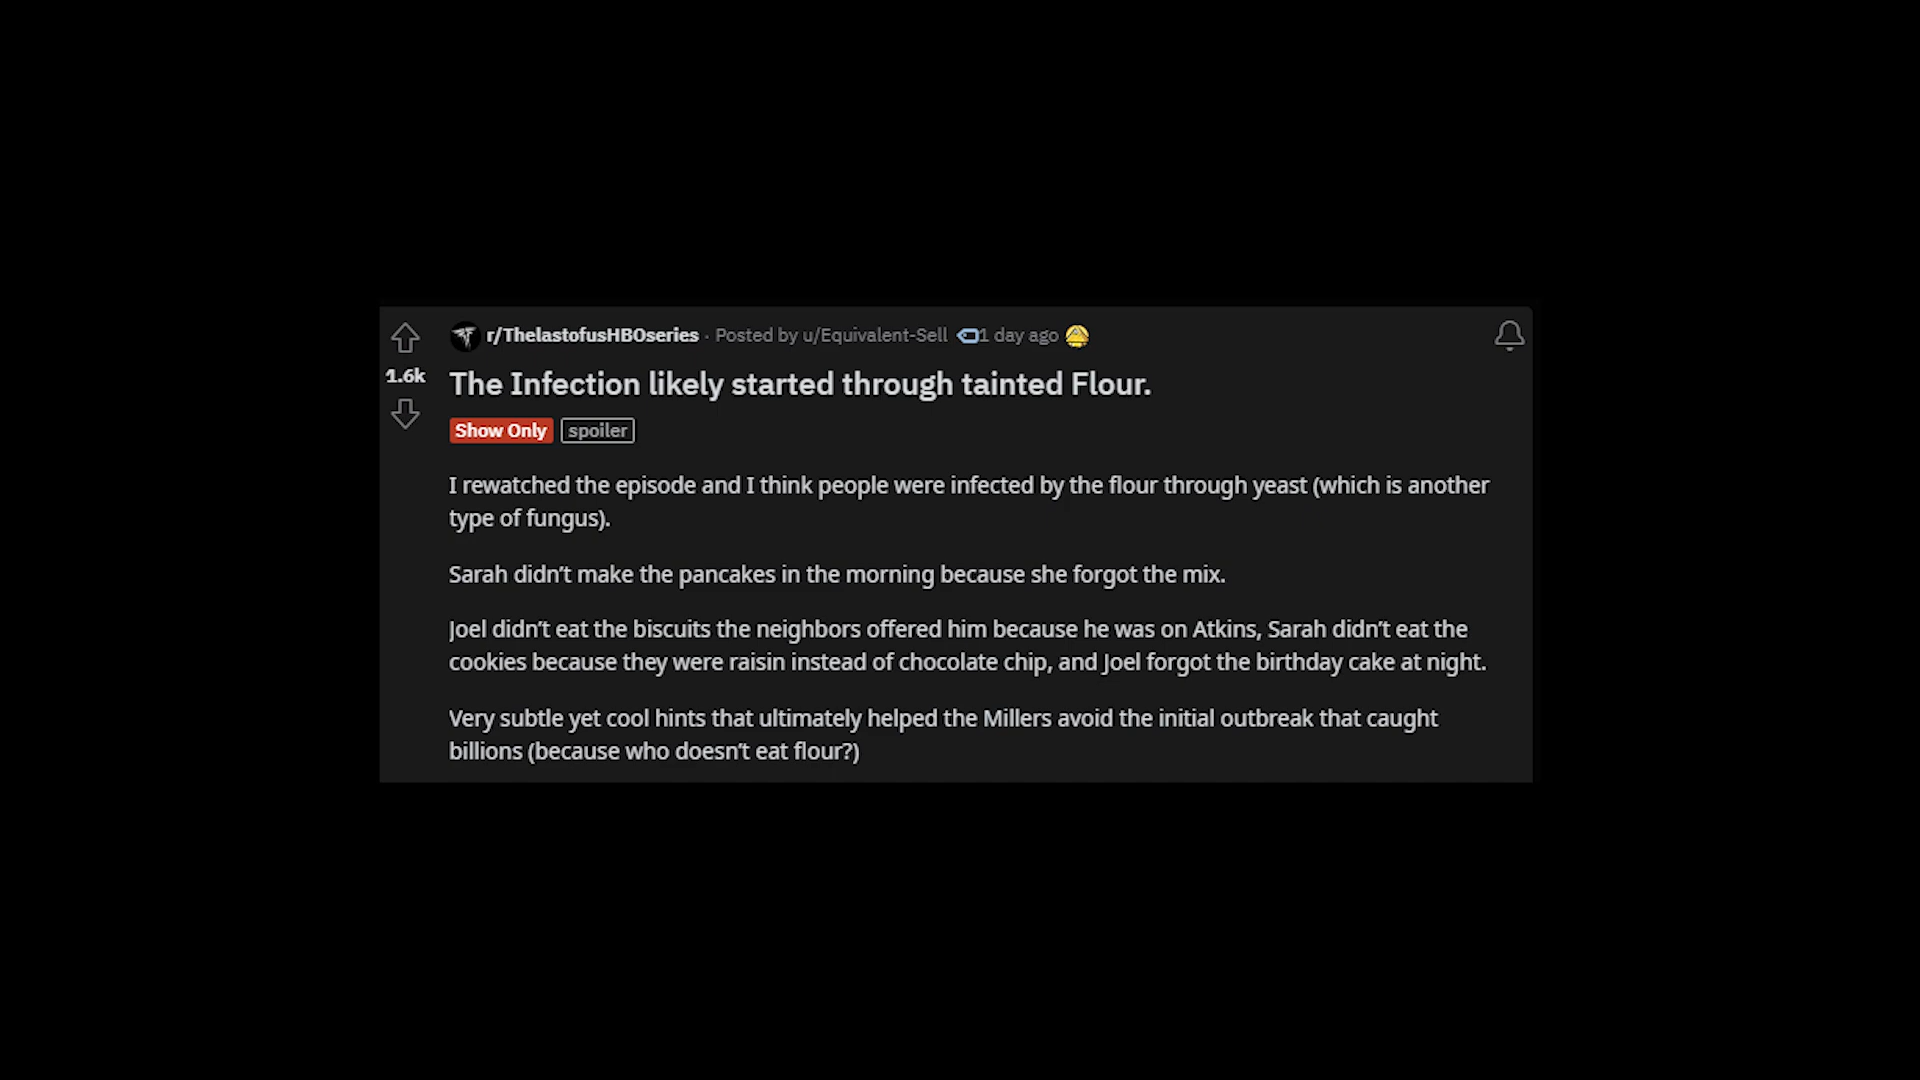 r/ThelastofusHBOseries · Posted by u/Equivalent-Sell 1 day ago
1.6k
The Infection likely started through tainted Flour.
Show Only spoiler
I rewatched the episode and I think people were infected by the flour through yeast (which is another
type of fungus).
Sarah didn't make the pancakes in the morning because she forgot the mix.
Joel didn't eat the biscuits the neighbors offered him because he was on Atkins, Sarah didn't eat the
cookies because they were raisin instead of chocolate chip, and Joel forgot the birthday cake at night.
Very subtle yet cool hints that ultimately helped the Millers avoid the initial outbreak that caught
billions (because who doesn't eat flour?)